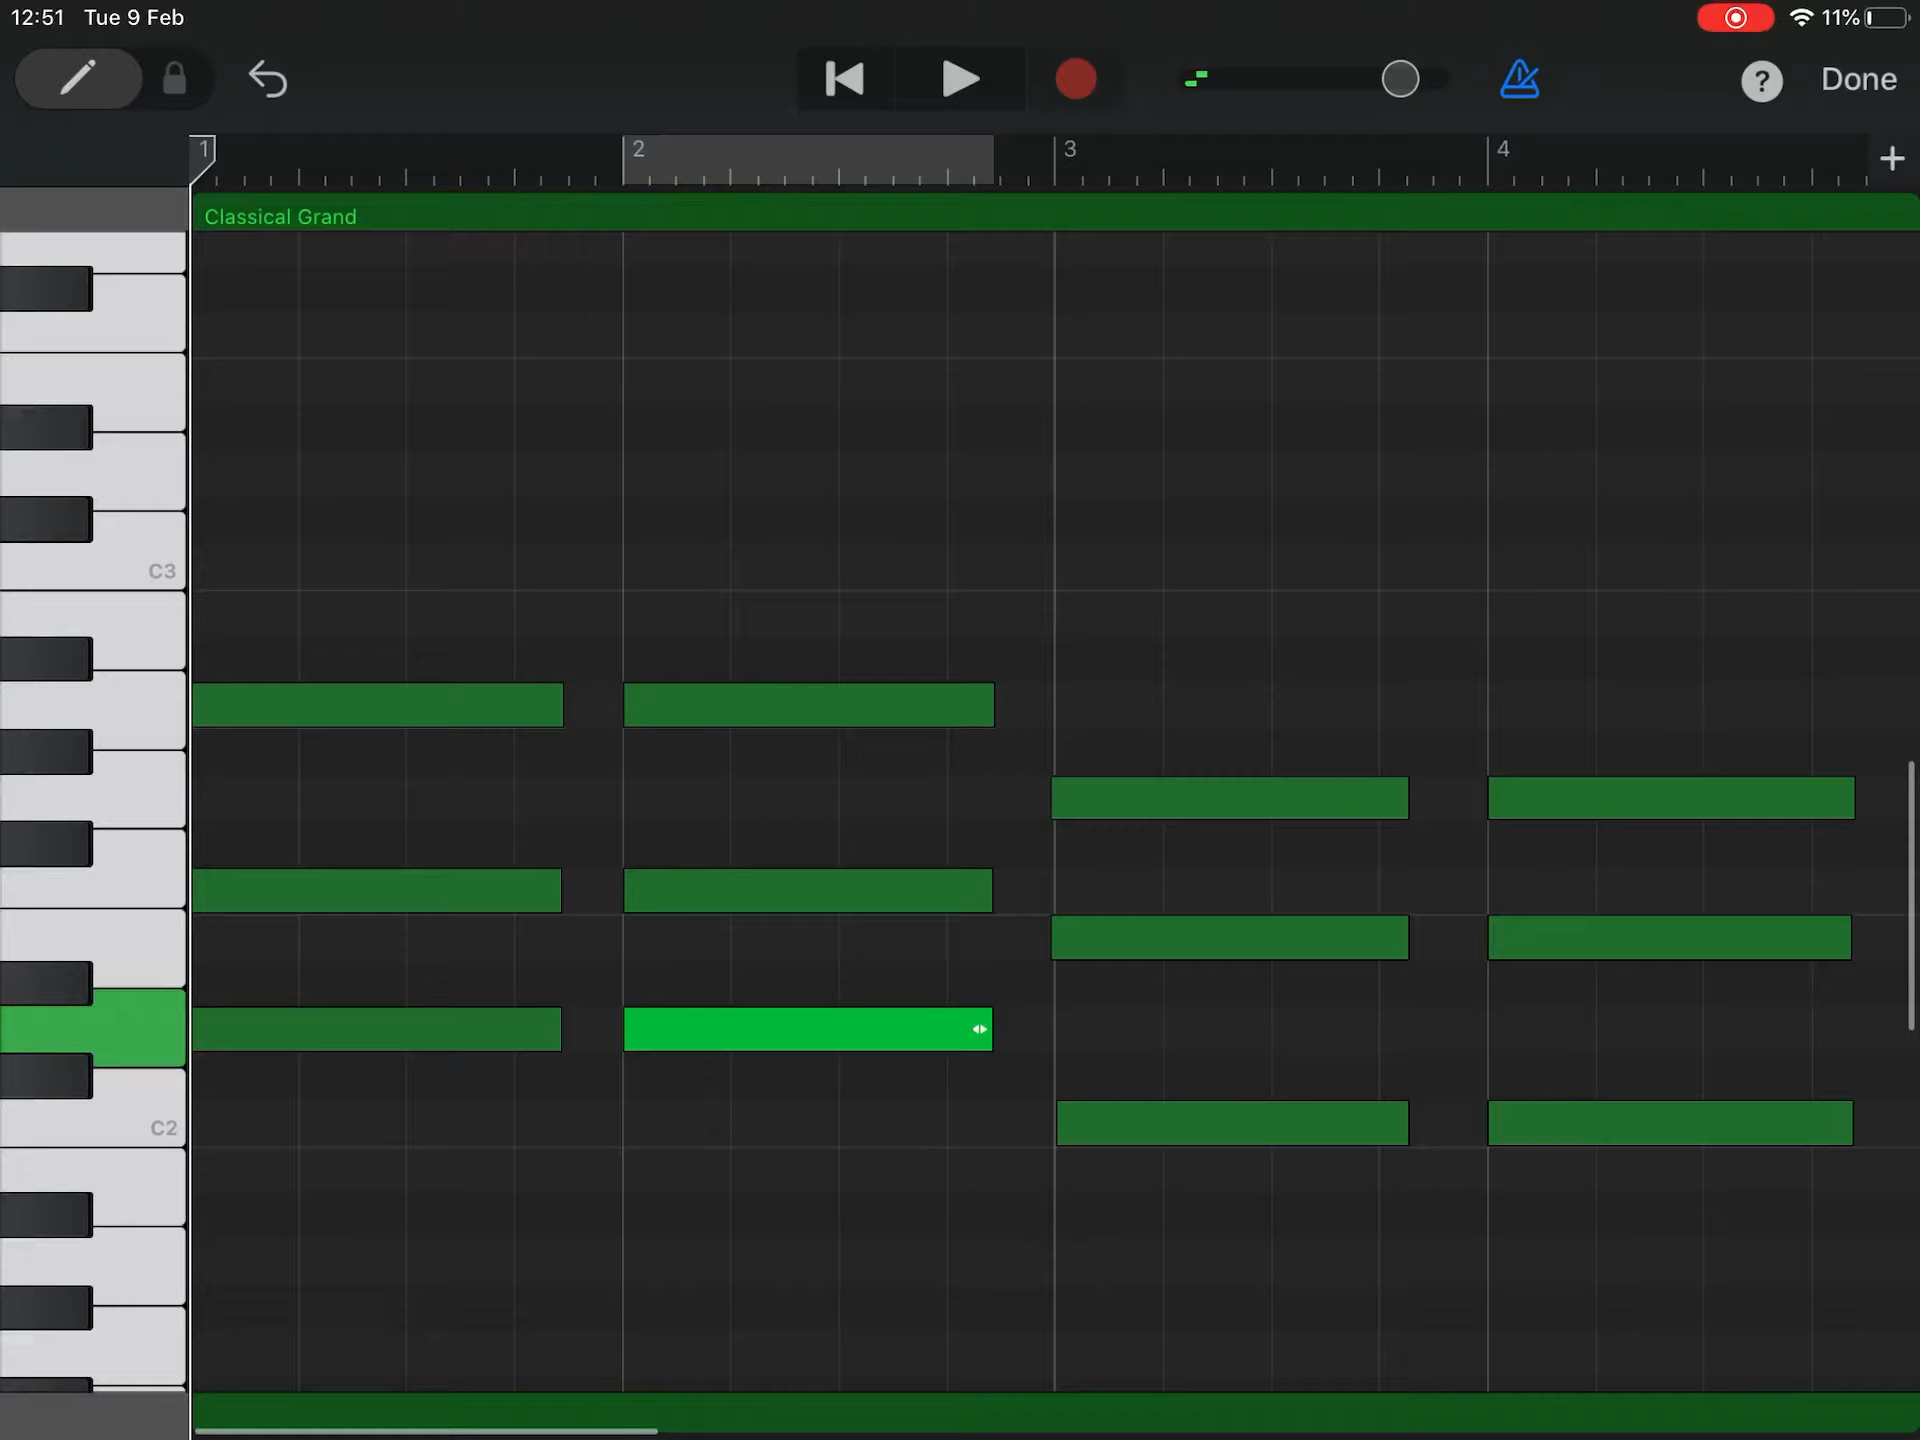 12:51 Tue 9 Feb 11%
? Done
1 2 3 4 +
Classical Grand
C3
C2